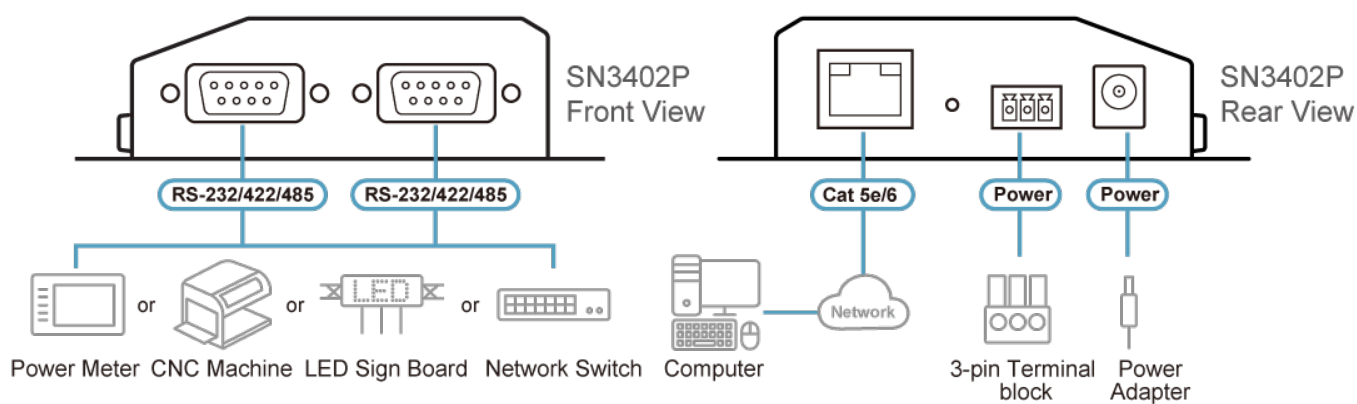 SN3402P
Front View
SN3402P
Rear View
RS-232/422/485
RS-232/422/485
Cat 5e/6
Power
Power
LED
or
or
or
Network
Power Meter
CNC Machine
LED Sign Board
Network Switch
Computer
3-pin Terminal
block
Power
Adapter